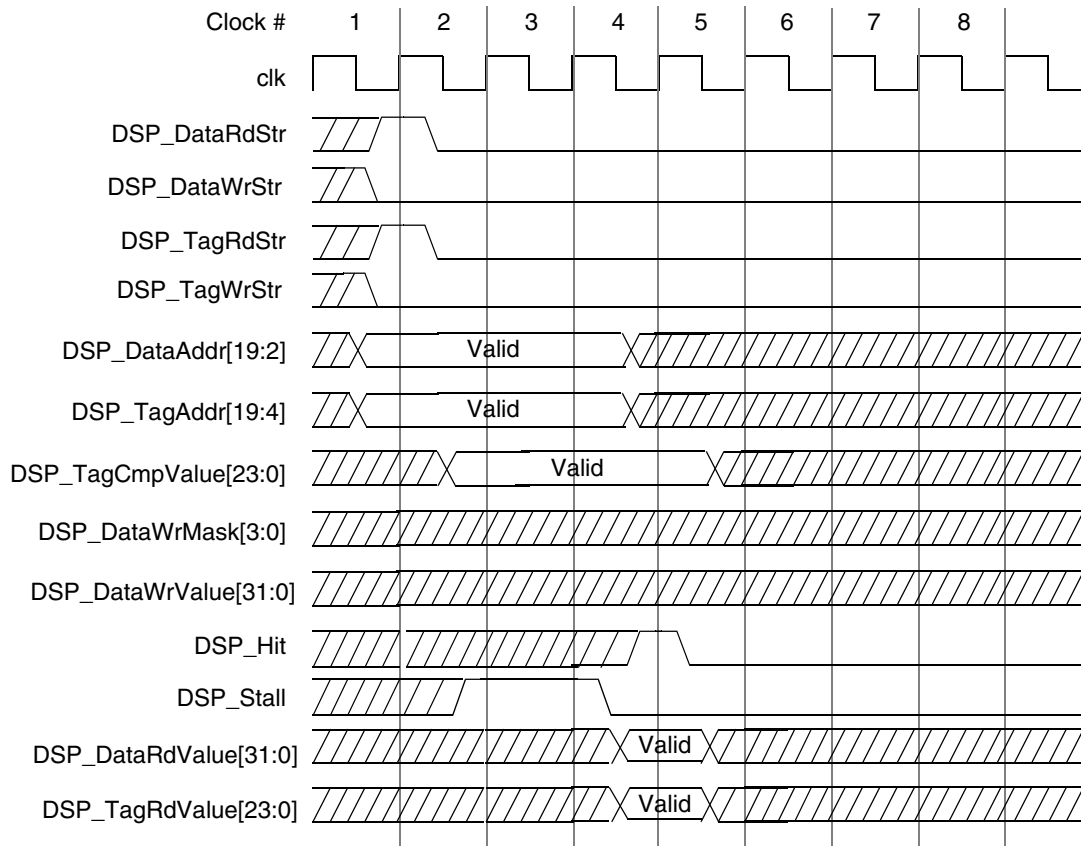 Clock # 1 2 3 4 5 6 7 8
clk
DSP_DataRdStr
DSP_DataWrStr
DSP_TagRdStr
DSP_TagWrStr
DSP_DataAddr[19:2] Valid
DSP_TagAddr[19:4] Valid
DSP_TagCmpValue[23:0] Valid
DSP_DataWrMask[3:0]
DSP_DataWrValue[31:0]
DSP_Hit
DSP_Stall
DSP_DataRdValue[31:0] Valid
DSP_TagRdValue[23:0] Valid